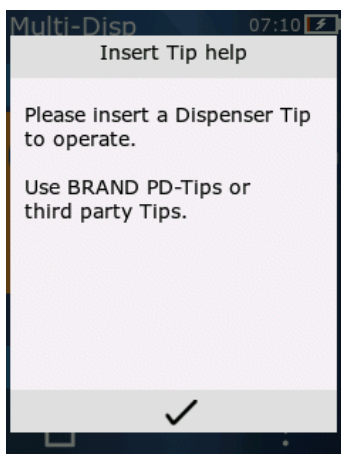 Multi-Disp 07:10
Insert Tip help
Please insert a Dispenser Tip
to operate.
Use BRAND PD-Tips or
third party Tips.